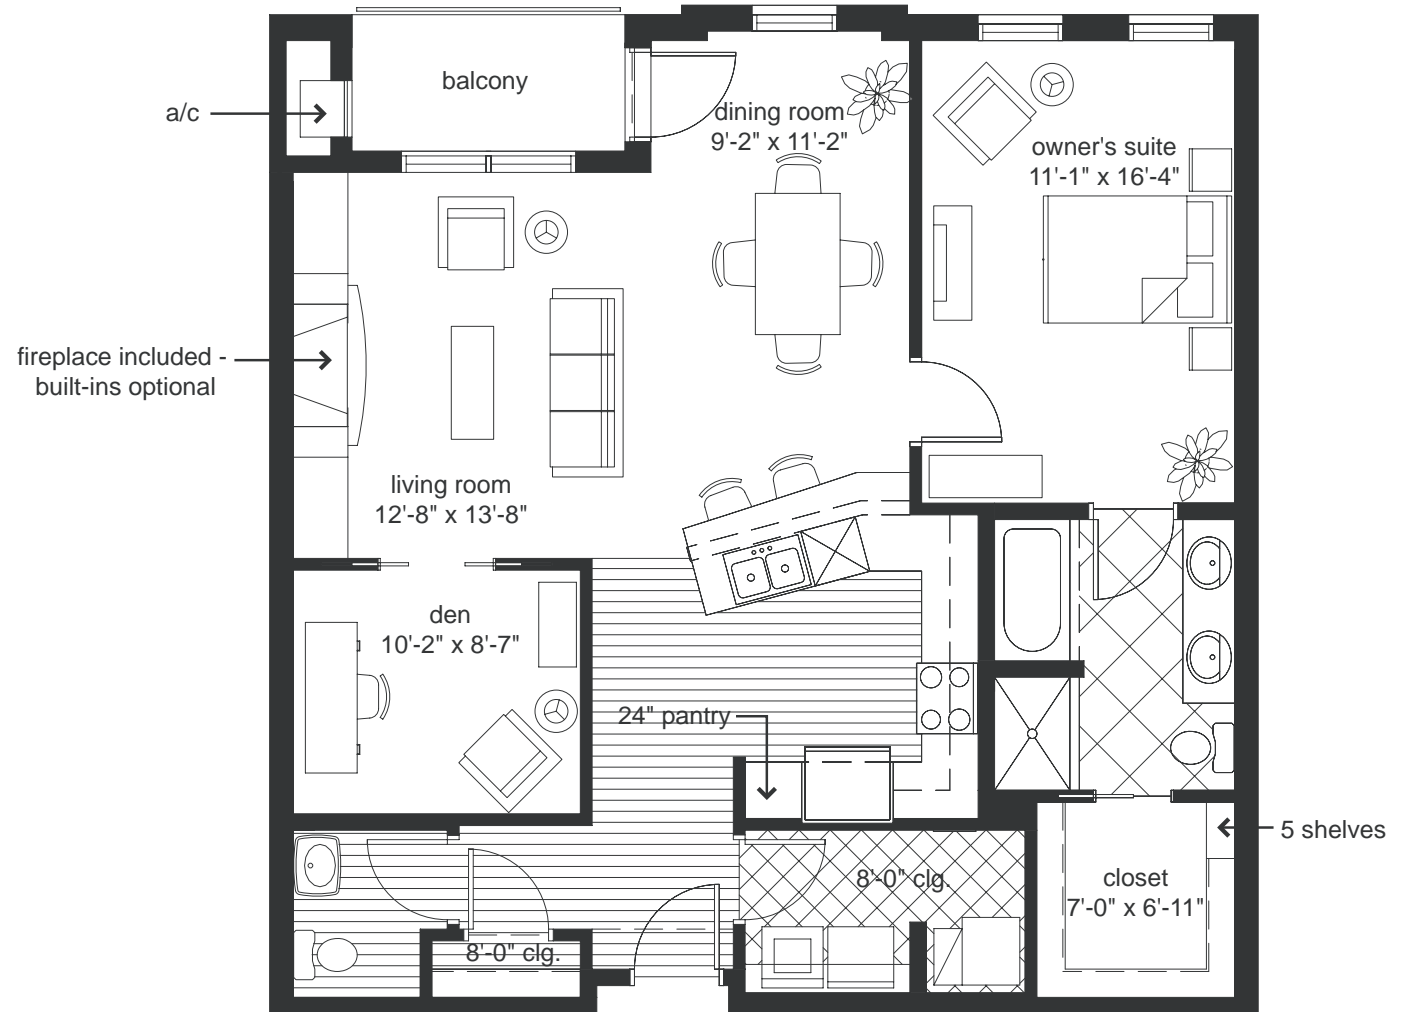 balcony
a/c
dining room
9'-2" x 11'-2"
owner's suite
11'-1" x 16'-4"
fireplace included -
built-ins optional
living room
12'-8" x 13'-8"
den
10'-2" x 8'-7"
24" pantry
5 shelves
8'-0" clg.
closet
7'-0" x 6'-11"
8'-0" clg.